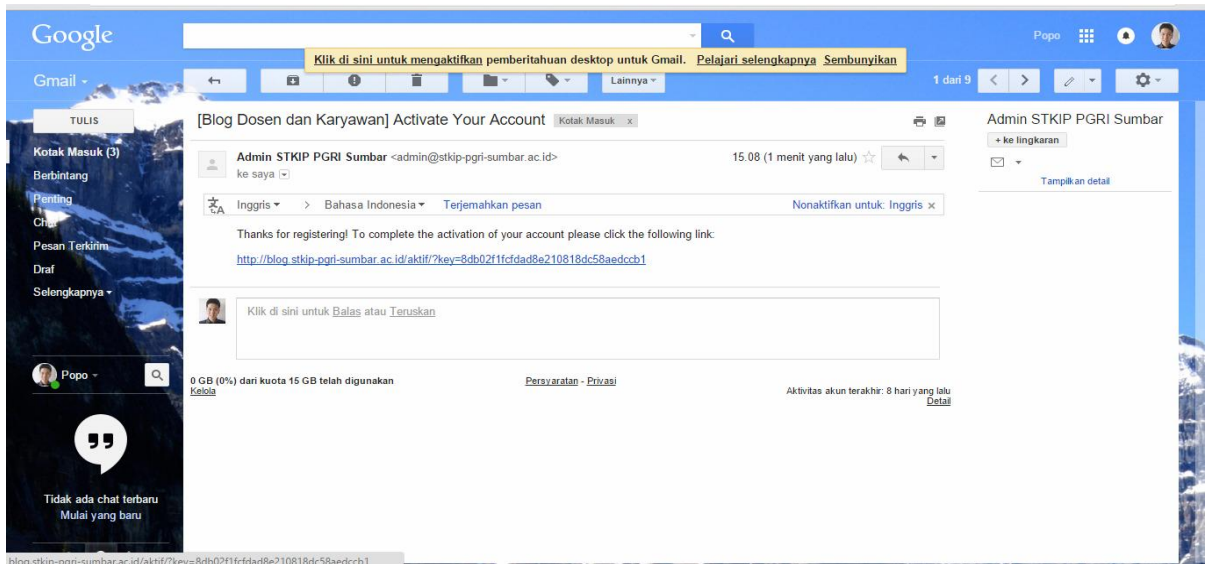 Google
Popo
Klik di sini untuk mengaktifkan pemberitahuan desktop untuk Gmail. Pelajari selengkapnya Sembunyikan
Gmail
Lainnya
1 dari 9
TULIS
Kotak Masuk (3)
Berbintang
Penting
Chat
Pesan Terkirim
Draf
Selengkapnya
[Blog Dosen dan Karyawan] Activate Your Account Kotak Masuk x
Admin STKIP PGRI Sumbar <admin@stkip-pgri-sumbar.ac.id> 15.08 (1 menit yang lalu)
ke saya
Inggris > Bahasa Indonesia Terjemahkan pesan Nonaktifkan untuk: Inggris x
Thanks for registering! To complete the activation of your account please click the following link:
http://blog.stkip-pgri-sumbar.ac.id/aktif/?key=8db02f1fcfdad8e210818dc58aedccb1
Klik di sini untuk Balas atau Teruskan
0 GB (0%) dari kuota 15 GB telah digunakan
Kelola
Persyaratan - Privasi
Aktivitas akun terakhir: 8 hari yang lalu
Detail
Admin STKIP PGRI Sumbar
+ ke lingkaran
Tampilkan detail
Popo
Tidak ada chat terbaru
Mulai yang baru
blog.stkip-pgri-sumbar.ac.id/aktif/?key=8db02f1fcfdad8e210818dc58aedccb1